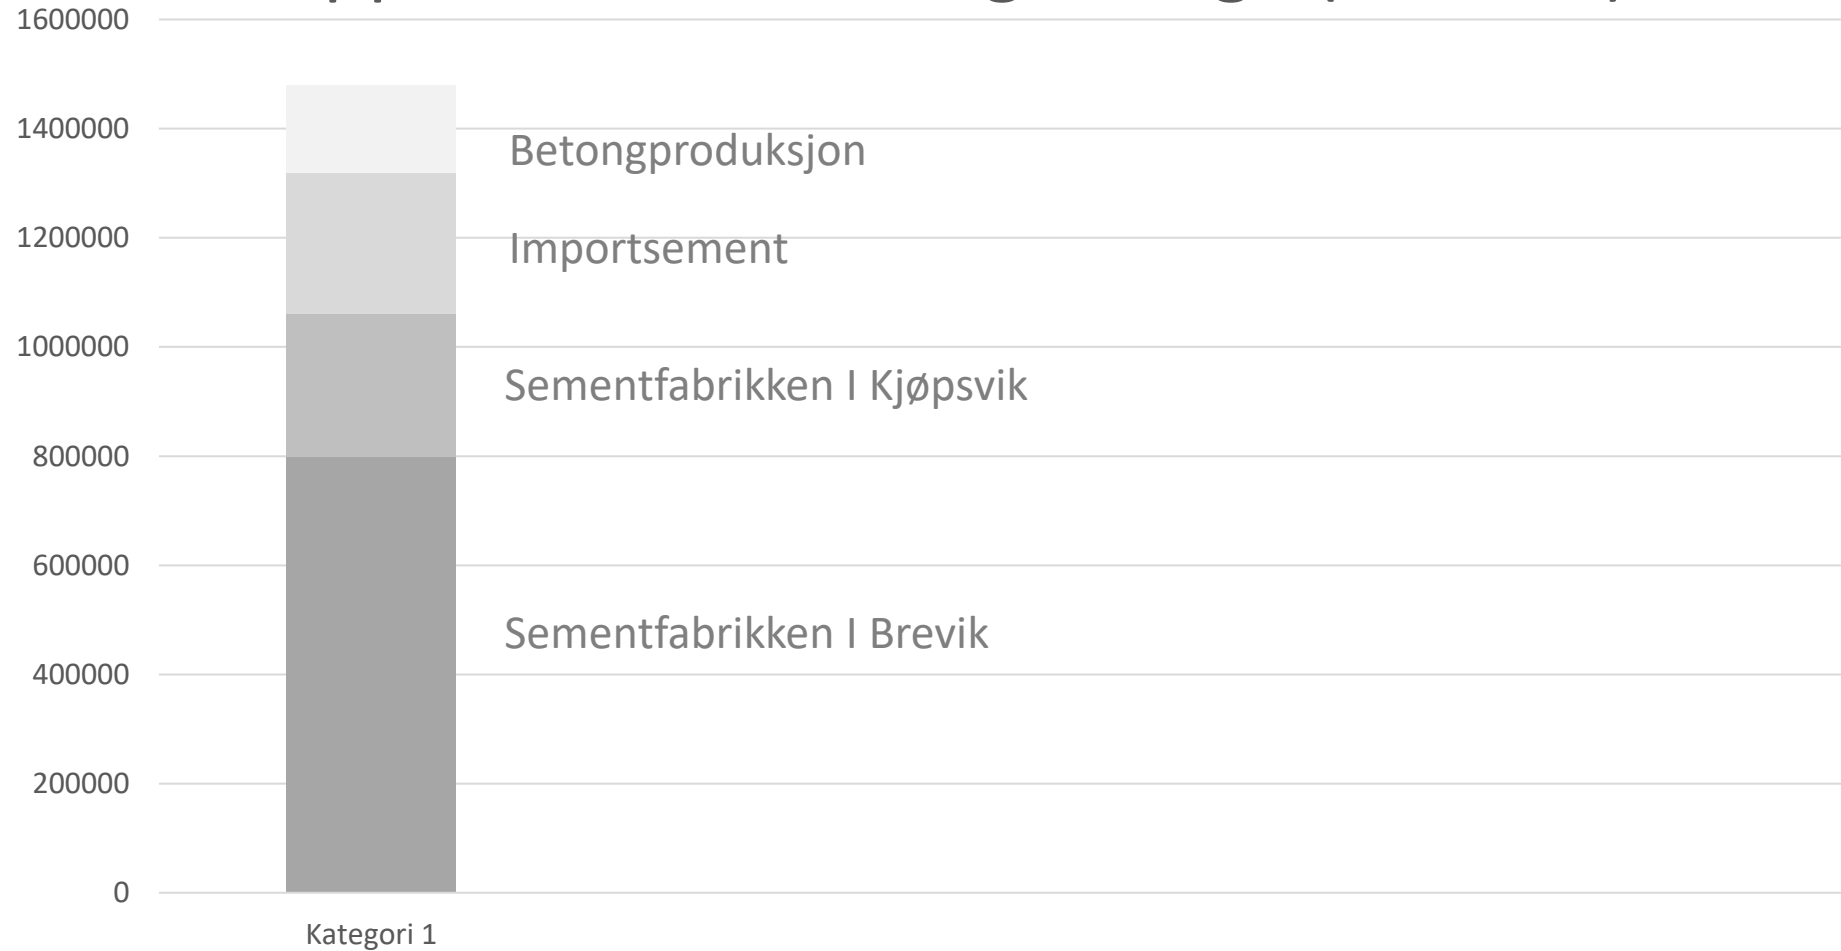 1600000
1400000
1200000
1000000
800000
600000
400000
200000
0
Betongproduksjon
Importsement
Sementfabrikken I Kjøpsvik
Sementfabrikken I Brevik
Kategori 1